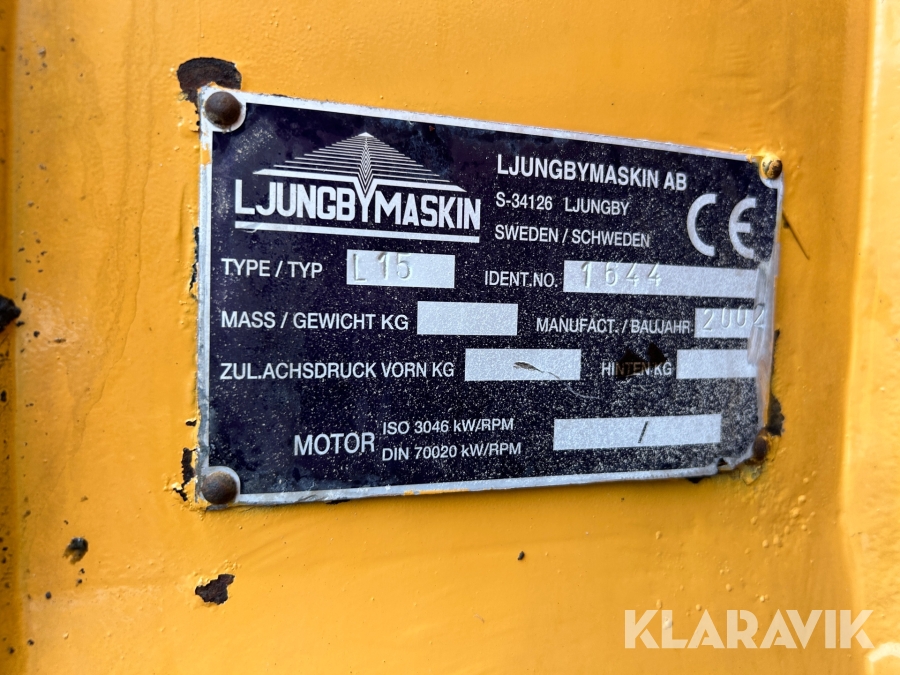 LJUNGBYMASKIN
LJUNGBYMASKIN AB
S-34126 LJUNGBY
SWEDEN / SCHWEDEN
CE
TYPE / TYP L15 IDENT.NO. 1644
MASS / GEWICHT KG MANUFACT. / BAUJAHR 2002
ZUL.ACHSDRUCK VORN KG HINTEN KG
MOTOR ISO 3046 kW/RPM /
DIN 70020 kW/RPM
KLARAVIK